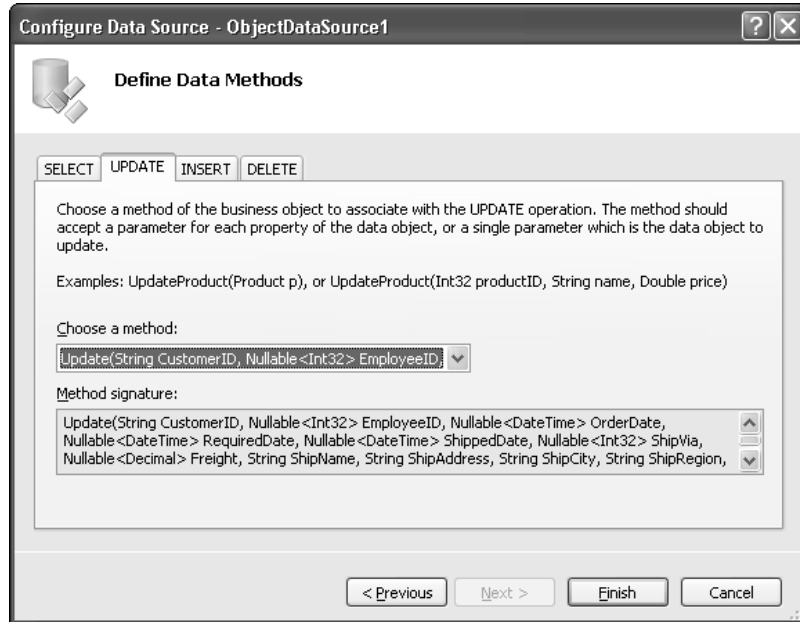 Configure Data Source - ObjectDataSource1
Define Data Methods
SELECT UPDATE INSERT DELETE
Choose a method of the business object to associate with the UPDATE operation. The method should
accept a parameter for each property of the data object, or a single parameter which is the data object to
update.
Examples: UpdateProduct(Product p), or UpdateProduct(Int32 productID, String name, Double price)
Choose a method:
Update(String CustomerID, Nullable<Int32> EmployeeID,
Method signature:
Update(String CustomerID, Nullable<Int32> EmployeeID, Nullable<DateTime> OrderDate,
Nullable<DateTime> RequiredDate, Nullable<DateTime> ShippedDate, Nullable<Int32> ShipVia,
Nullable<Decimal> Freight, String ShipName, String ShipAddress, String ShipCity, String ShipRegion,
< Previous Next > Finish Cancel